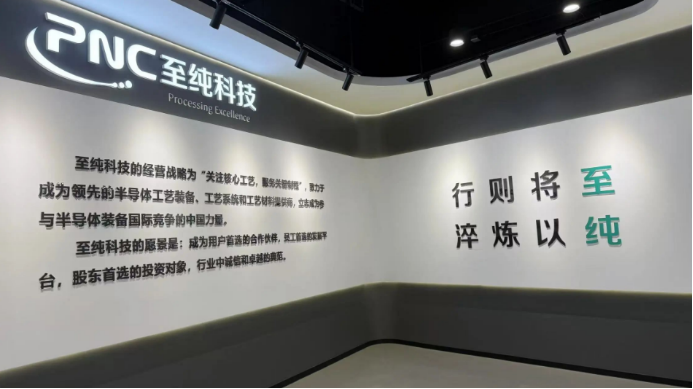 PNC至纯科技
Processing Excellence
至纯科技的经营战略为“关注核心工艺,服务关键制程”,致力于
成为领先的半导体工艺装备、工艺系统和工艺材料提供商,立志成为参
与半导体装备国际竞争的中国力量。
至纯科技的愿景是:成为用户首选的合作伙伴,员工首选的发展平
台,股东首选的投资对象,行业中诚信和卓越的典范。
行则将至
淬炼以纯